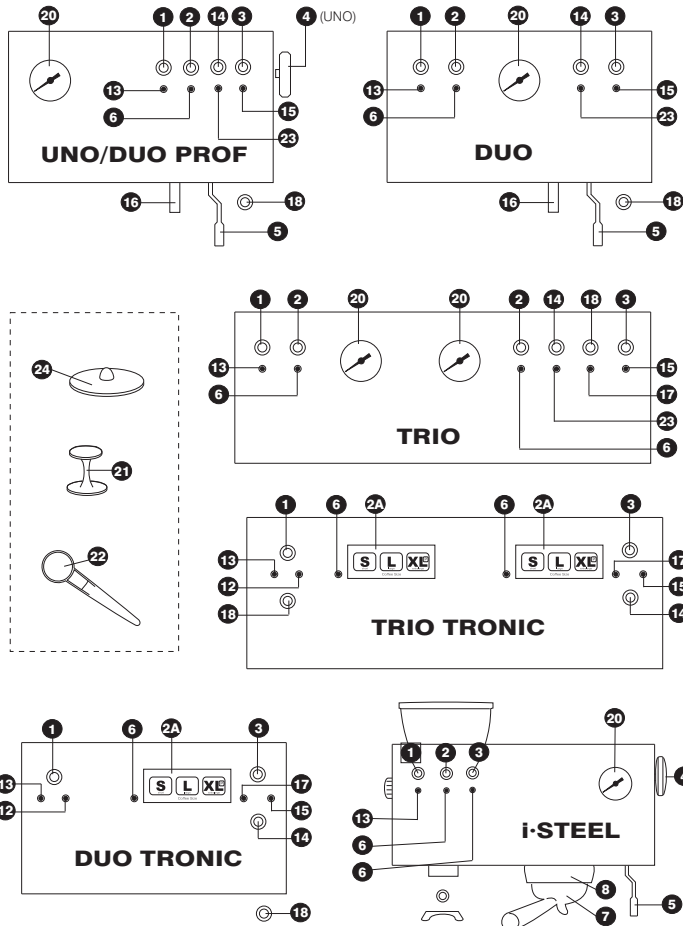 20 1 2 14 3 4 (UNO)
13 6 23 15
UNO/DUO PROF
16 5 18
1 2 20 14 3
13 6 23 15
DUO
16 5 18
1 2 20 20 2 14 18 3
13 6 6 23 17 15
TRIO
24
21
22
1 6 2A 6 2A 3
13 12 17 15
S L XL
S L XL
18 14
TRIO TRONIC
1 6 2A 3
13 12 17 15
S L XL
Coffee Size
14
DUO TRONIC
18
1 2 3 20
13 6 6
i·STEEL
8
7
5